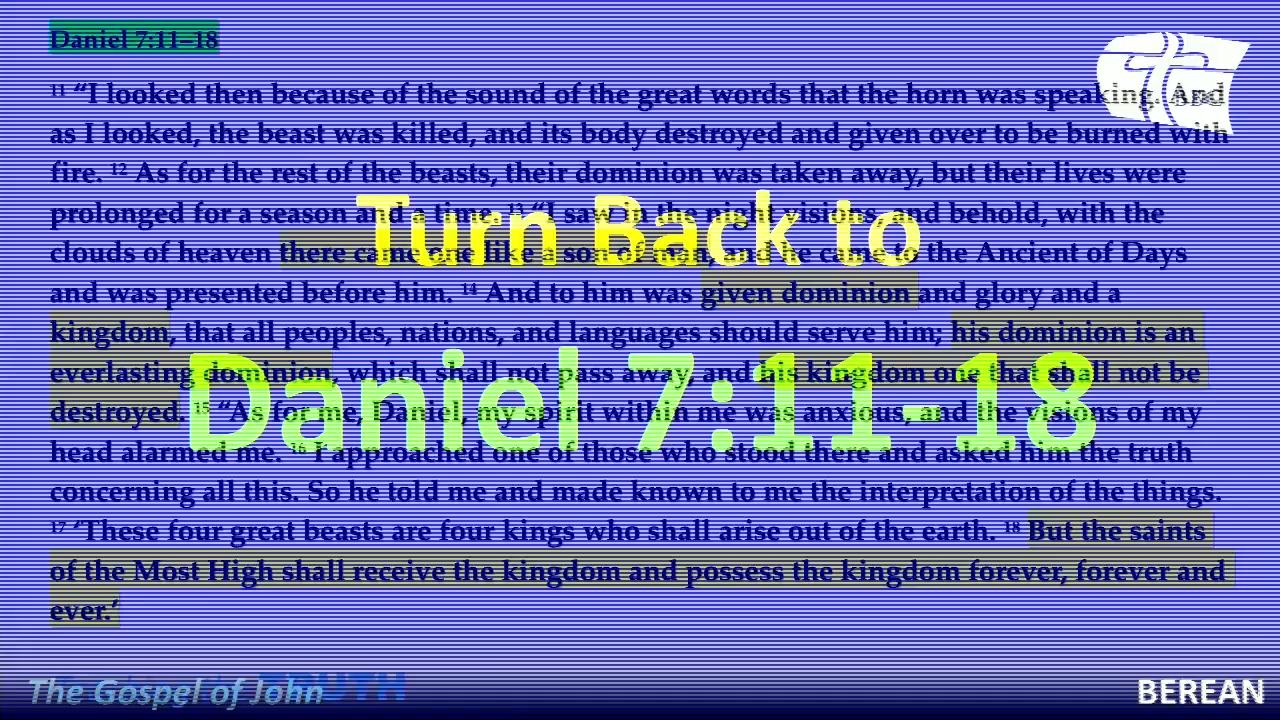 Daniel 7:11–18
11 “I looked then because of the sound of the great words that the horn was speaking. And
as I looked, the beast was killed, and its body destroyed and given over to be burned with
fire. 12 As for the rest of the beasts, their dominion was taken away, but their lives were
prolonged for a season and a time. 13 “I saw in the night visions, and behold, with the
Turn Back to
clouds of heaven there came one like a son of man, and he came to the Ancient of Days
and was presented before him. 14 And to him was given dominion and glory and a
kingdom, that all peoples, nations, and languages should serve him; his dominion is an
everlasting dominion, which shall not pass away, and his kingdom one that shall not be
Daniel 7:11-18
destroyed. 15 “As for me, Daniel, my spirit within me was anxious, and the visions of my
head alarmed me. 16 I approached one of those who stood there and asked him the truth
concerning all this. So he told me and made known to me the interpretation of the things.
17 ‘These four great beasts are four kings who shall arise out of the earth. 18 But the saints
of the Most High shall receive the kingdom and possess the kingdom forever, forever and
ever.’
The Gospel of John
TRUTH
BEREAN